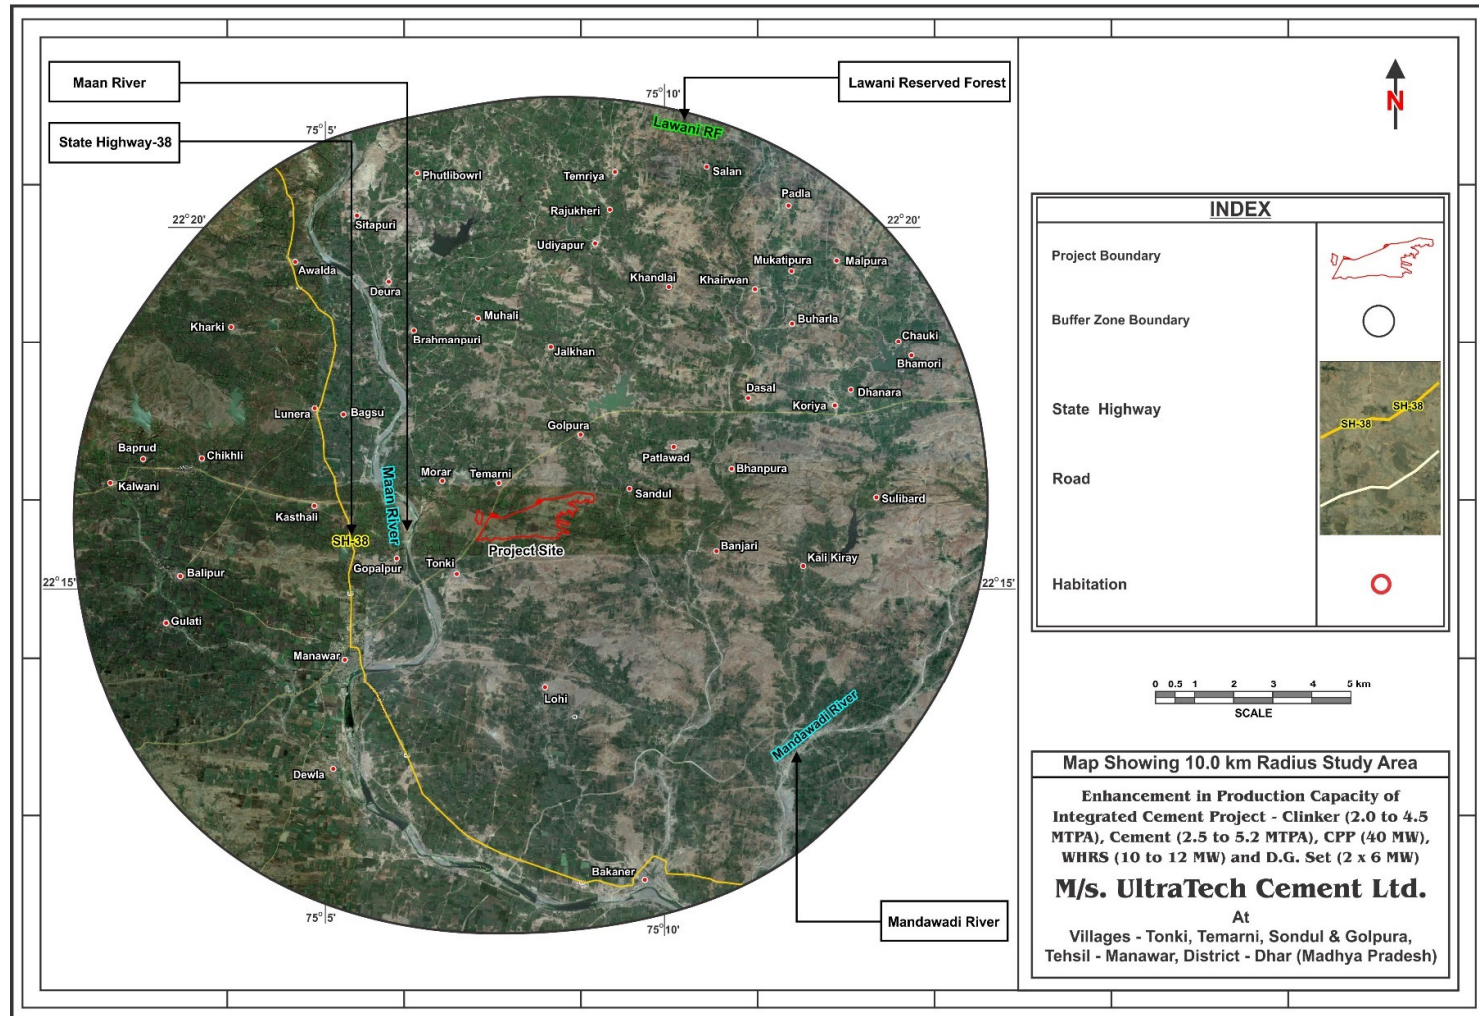 Maan River
Lawani Reserved Forest
State Highway-38
75°10'
75°5'
Lawani RF
N
Phutlibowrl
Temriya
Salan
Padla
Rajukheri
Sitapuri
22°20'
22°20'
Udiyapur
Awalda
Mukatipura
Malpura
Deura
Khandlai
Khairwan
Muhali
Kharki
Brahmanpuri
Buharla
Jalkhan
Chauki
Bhamori
Dasal
Dhanara
Lunera
Bagsu
Koriya
Golpura
Baprud
Chikhli
Patlawad
Bhanpura
Kalwani
Maan River
Morar
Temarni
Sandul
Sulibard
Kasthali
SH-38
Project Site
Gopalpur
Tonki
Banjari
Kali Kiray
22°15'
22°15'
Balipur
Gulati
Manawar
Lohi
Mandawadi River
Dewla
Bakaner
75°5'
75°10'
Mandawadi River
INDEX
Project Boundary
Buffer Zone Boundary
State Highway
SH-38
SH-38
Road
Habitation
0 0.5 1 2 3 4 5 km
SCALE
Map Showing 10.0 km Radius Study Area
Enhancement in Production Capacity of
Integrated Cement Project - Clinker (2.0 to 4.5
MTPA), Cement (2.5 to 5.2 MTPA), CPP (40 MW),
WHRS (10 to 12 MW) and D.G. Set (2 x 6 MW)
M/s. UltraTech Cement Ltd.
At
Villages - Tonki, Temarni, Sondul & Golpura,
Tehsil - Manawar, District - Dhar (Madhya Pradesh)